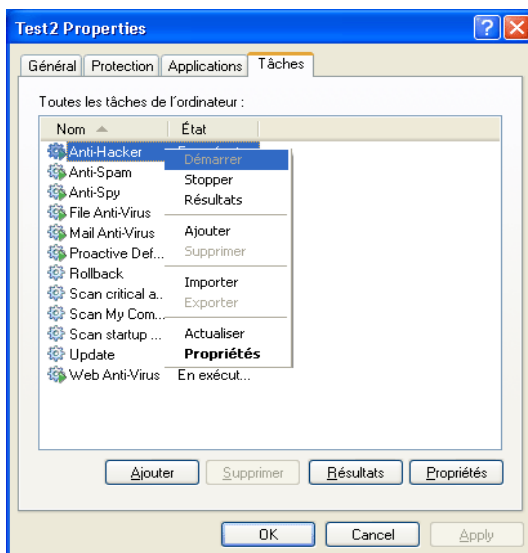 Test2 Properties
Général Protection Applications Tâches
Toutes les tâches de l'ordinateur :
Nom État
Anti-Hacker
Anti-Spam
Anti-Spy
File Anti-Virus
Mail Anti-Virus
Proactive Def...
Rollback
Scan critical a..
Scan My Com...
Scan startup ...
Update
Web Anti-Virus En exécut...
Démarrer
Stopper
Résultats
Ajouter
Supprimer
Importer
Exporter
Actualiser
Propriétés
Ajouter Supprimer Résultats Propriétés
OK Cancel Apply